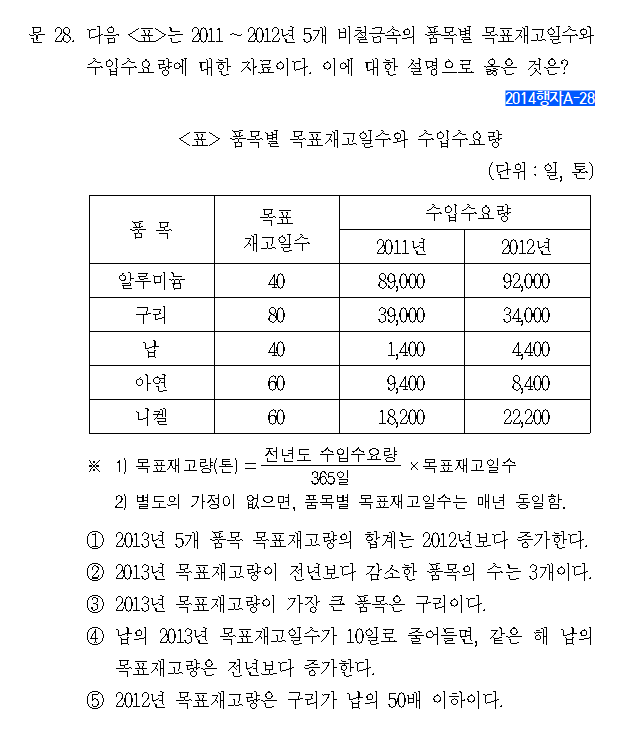 문 28. 다음 <표>는 2011 ~ 2012년 5개 비철금속의 품목별 목표재고일수와
수입수요량에 대한 자료이다. 이에 대한 설명으로 옳은 것은?
2014행자A-28
<표> 품목별 목표재고일수와 수입수요량
(단위 : 일, 톤)
품 목 목표 재고일수 수입수요량
2011년 2012년
알루미늄 40 89,000 92,000
구리 80 39,000 34,000
납 40 1,400 4,400
아연 60 9,400 8,400
니켈 60 18,200 22,200
※ 1) 목표재고량(톤) = 전년도 수입수요량 / 365일 × 목표재고일수
2) 별도의 가정이 없으면, 품목별 목표재고일수는 매년 동일함.
① 2013년 5개 품목 목표재고량의 합계는 2012년보다 증가한다.
② 2013년 목표재고량이 전년보다 감소한 품목의 수는 3개이다.
③ 2013년 목표재고량이 가장 큰 품목은 구리이다.
④ 납의 2013년 목표재고일수가 10일로 줄어들면, 같은 해 납의
목표재고량은 전년보다 증가한다.
⑤ 2012년 목표재고량은 구리가 납의 50배 이하이다.